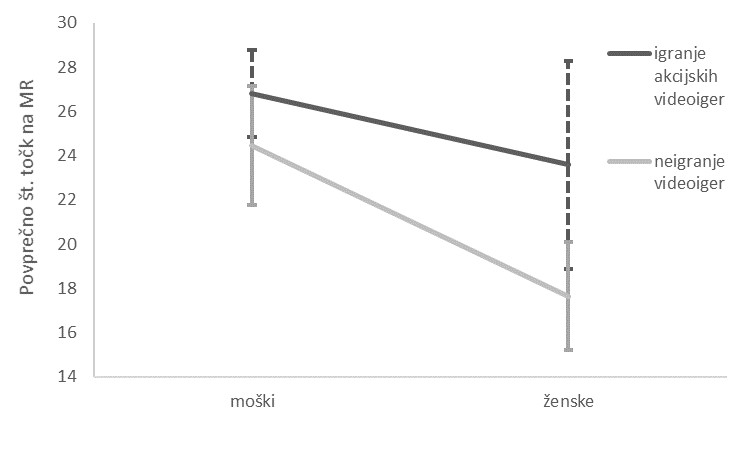 Povprečno št. točk na MR
30
28
26
24
22
20
18
16
14
moški
ženske
igranje
akcijskih
videoiger
neigranje
videoiger